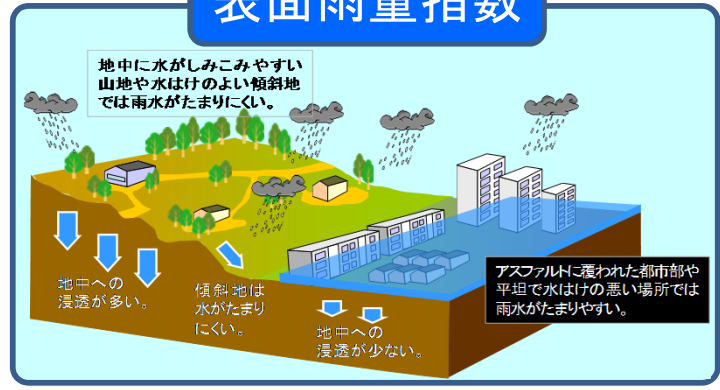 表面雨量指数
地中に水がしみこみやすい
山地や水はけのよい傾斜地
では雨水がたまりにくい。
地中への
浸透が多い。
傾斜地は
水がたまり
にくい。
地中への
浸透が少ない。
アスファルトに覆われた都市部や
平坦で水はけの悪い場所では
雨水がたまりやすい。